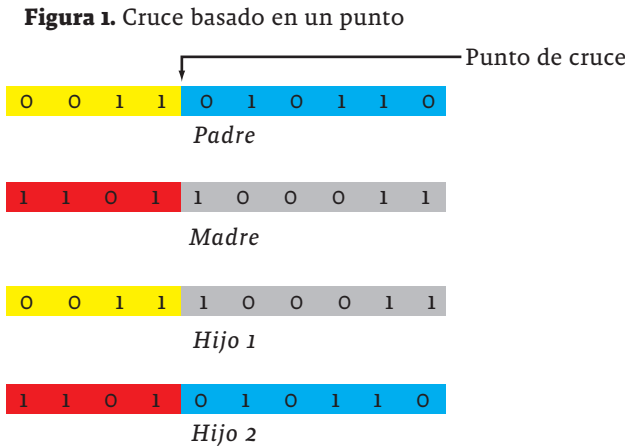 Figura 1. Cruce basado en un punto
Punto de cruce
0 0 1 1 0 1 0 1 1 0
Padre
1 1 0 1 1 0 0 0 1 1
Madre
0 0 1 1 1 0 0 0 1 1
Hijo 1
1 1 0 1 0 1 0 1 1 0
Hijo 2